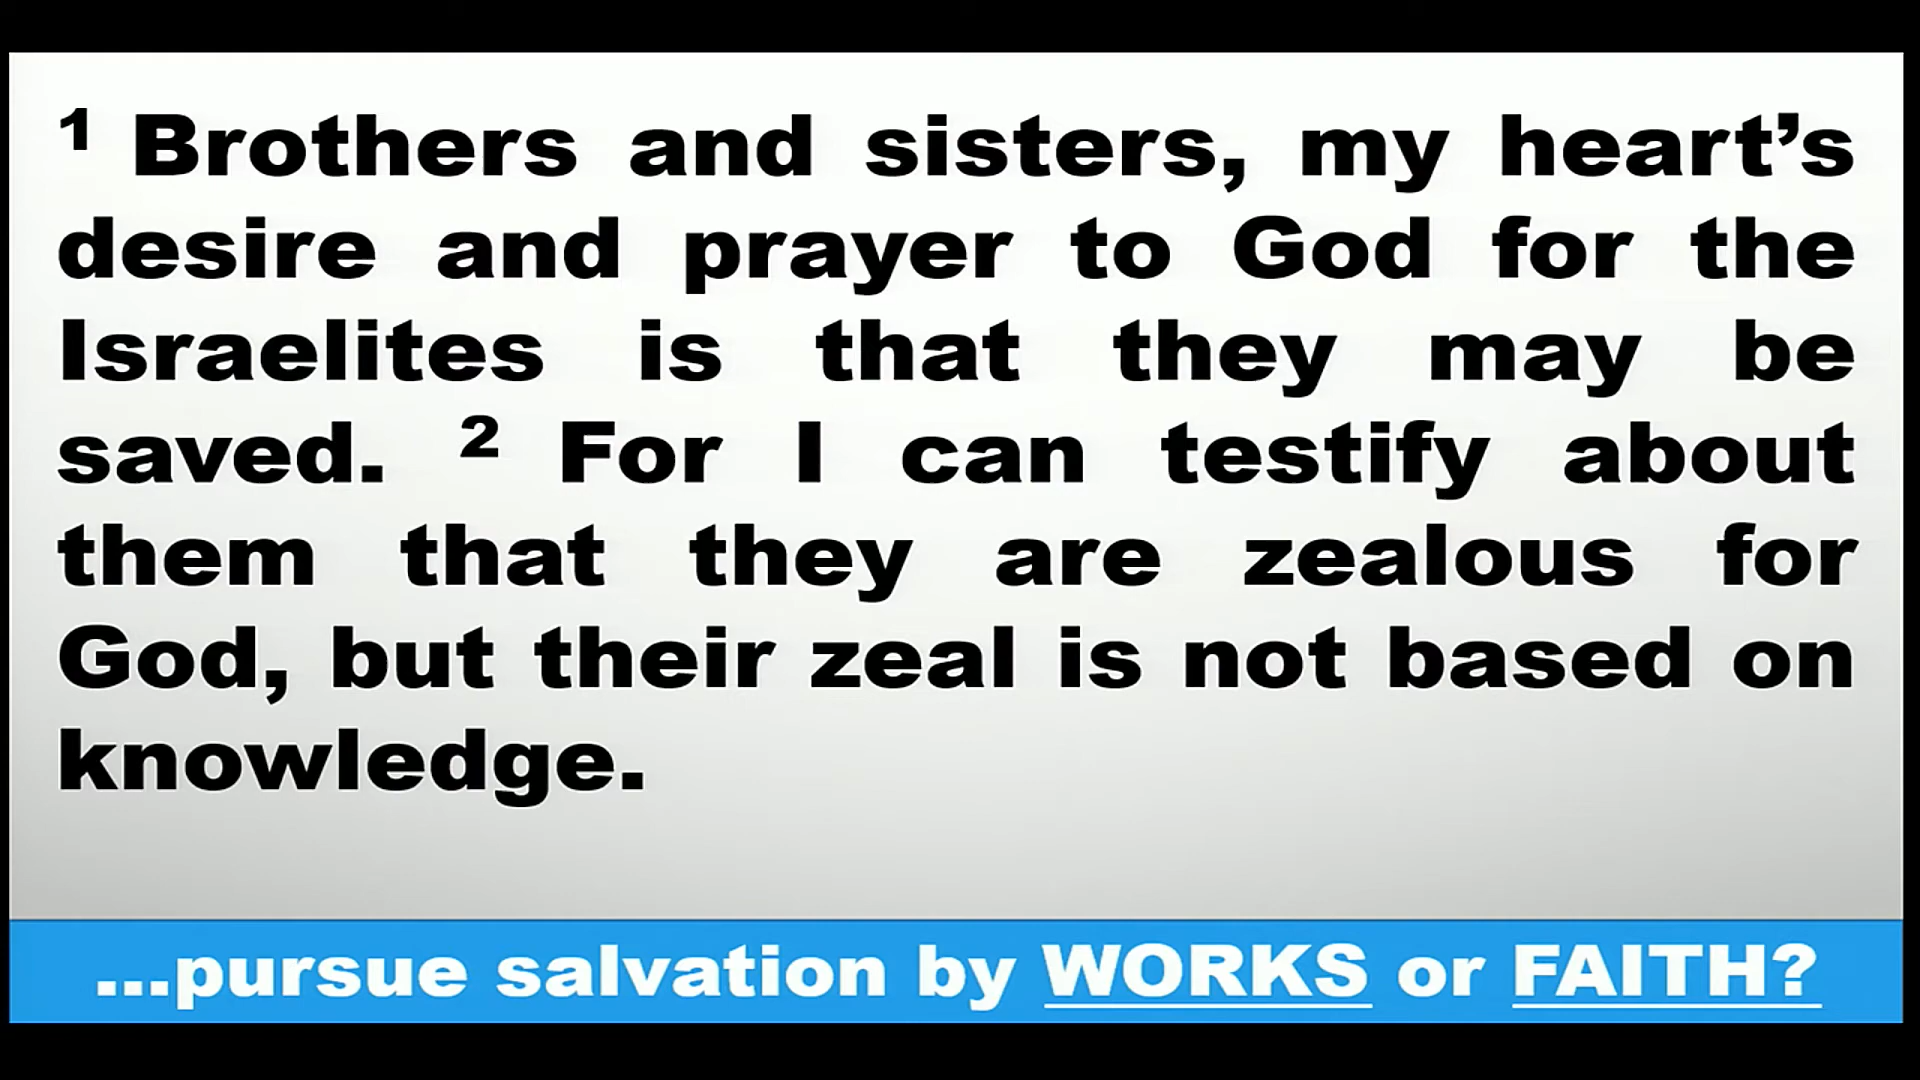 ¹ Brothers and sisters, my heart’s
desire and prayer to God for the
Israelites is that they may be
saved. ² For I can testify about
them that they are zealous for
God, but their zeal is not based on
knowledge.
...pursue salvation by WORKS or FAITH?